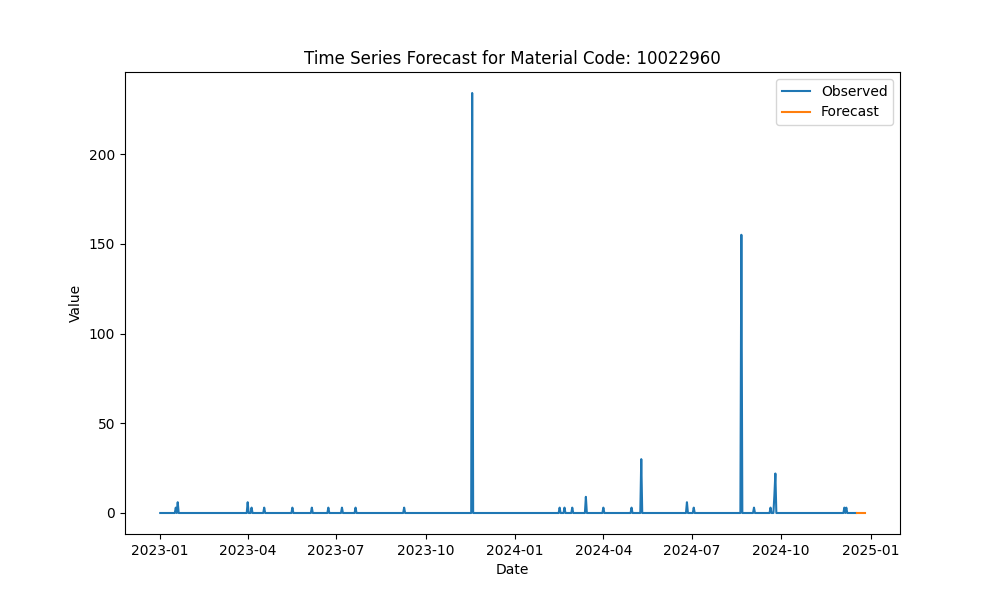 Time Series Forecast for Material Code: 10022960
Observed
Forecast
Value
200
150
100
50
0
2023-01 2023-04 2023-07 2023-10 2024-01 2024-04 2024-07 2024-10 2025-01
Date